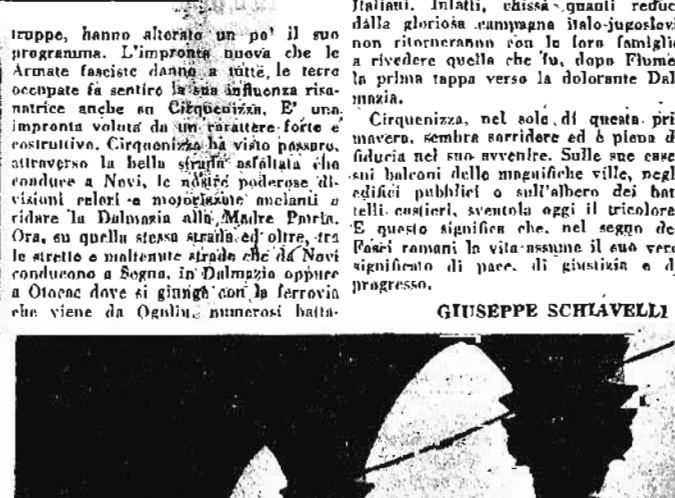 truppe, hanno alterato un po' il suo
programma. L'impronta nuova che le
Armate fasciste danno a tutte le terre
occupate fa sentire la sua influenza risa-
natrice anche su Cirquenizza. E' una
impronta voluta da un carattere forte e
costruttivo. Cirquenizza ha visto passare,
attraverso la bella strada asfaltata che
conduce a Novi, le nostre poderose di-
visioni celeri e motorizzate anelanti a
ridare la Dalmazia alla Madre Patria.
Ora, su quella stessa strada ed oltre, tra
le strette e maltenute strade che da Novi
conducono a Segna, in Dalmazia oppure
a Otocac dove si giunge con la ferrovia
che viene da Ogulin, numerosi batta-
Italiani. Infatti, chissà quanti reduc
dalla gloriosa campagna italo-jugoslav
non ritorneranno con le loro famiglie
a rivedere quella che fu, dopo Fiume
la prima tappa verso la dolorante Dal
mazia.
Cirquenizza, nel sole di questa pri
mavera, sembra sorridere ed è piena di
fiducia nel suo avvenire. Sulle sue case
sui balconi delle magnifiche ville, negl
edifici pubblici o sull'albero dei bat
telli costieri, sventola oggi il tricolore
E questo significa che, nel segno de
Fasci romani la vita assume il suo vero
significato di pace, di giustizia e di
progresso.
GIUSEPPE SCHIAVELLI